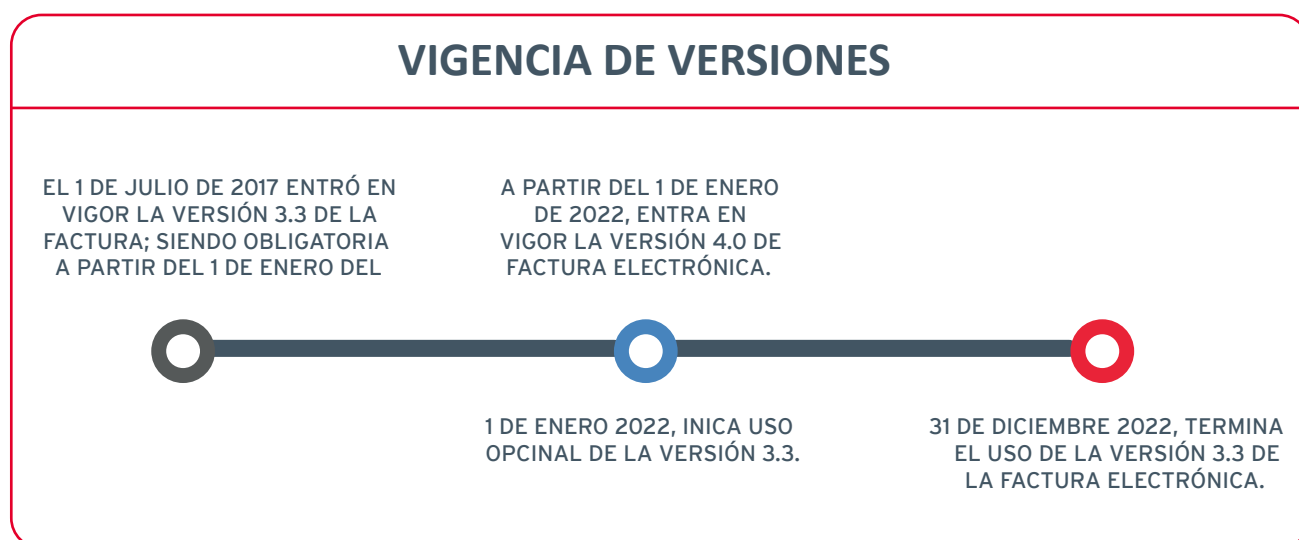 VIGENCIA DE VERSIONES
EL 1 DE JULIO DE 2017 ENTRÓ EN
VIGOR LA VERSIÓN 3.3 DE LA
FACTURA; SIENDO OBLIGATORIA
A PARTIR DEL 1 DE ENERO DEL
A PARTIR DEL 1 DE ENERO
DE 2022, ENTRA EN
VIGOR LA VERSIÓN 4.0 DE
FACTURA ELECTRÓNICA.
1 DE ENERO 2022, INICA USO
OPCINAL DE LA VERSIÓN 3.3.
31 DE DICIEMBRE 2022, TERMINA
EL USO DE LA VERSIÓN 3.3 DE
LA FACTURA ELECTRÓNICA.